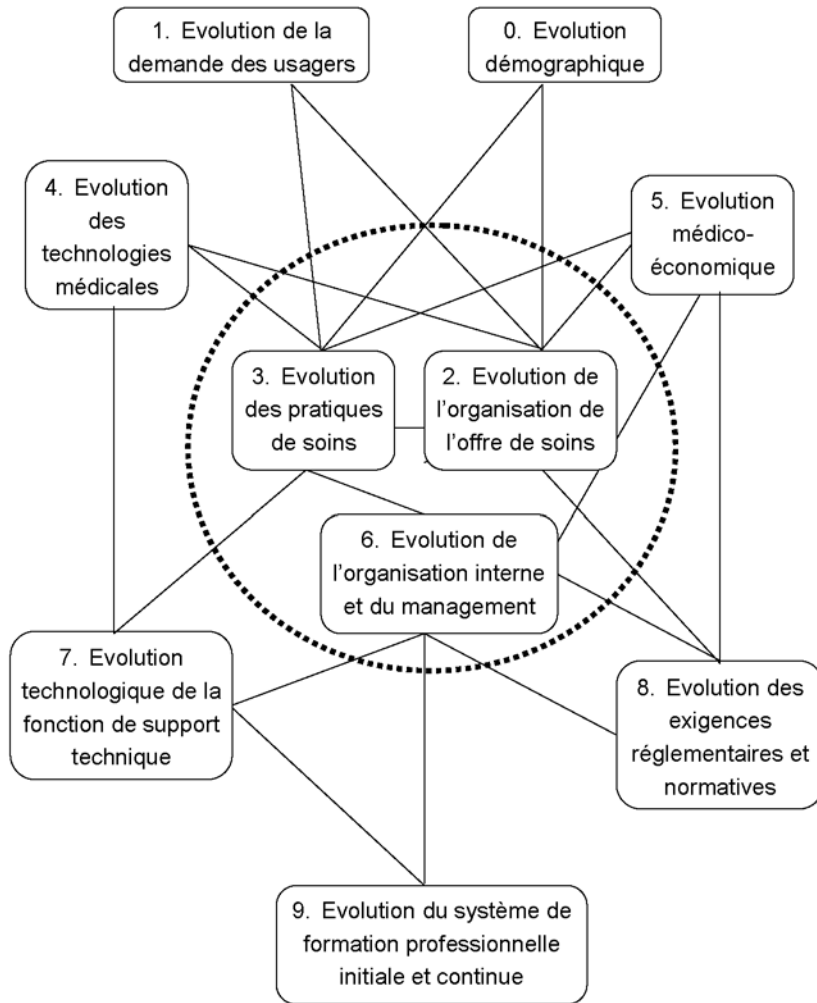 1. Evolution de la
demande des usagers
0. Evolution
démographique
4. Evolution
des
technologies
médicales
5. Evolution
médico-
économique
3. Evolution
des pratiques
de soins
2. Evolution de
l'organisation de
l'offre de soins
6. Evolution de
l'organisation interne
et du management
7. Evolution
technologique de la
fonction de support
technique
8. Evolution des
exigences
réglementaires et
normatives
9. Evolution du système de
formation professionnelle
initiale et continue